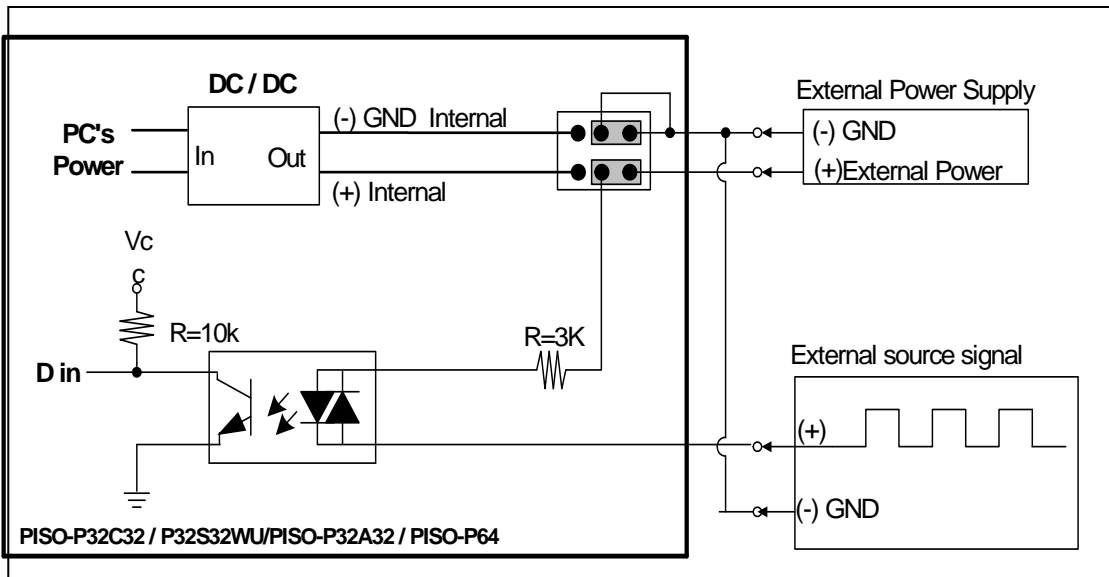 DC / DC
External Power Supply
PC's
Power
In
Out
(-) GND Internal
(+) Internal
(-) GND
(+)External Power
Vc
c
R=10k
R=3K
D in
External source signal
(+)
(-) GND
PISO-P32C32 / P32S32WU/PISO-P32A32 / PISO-P64